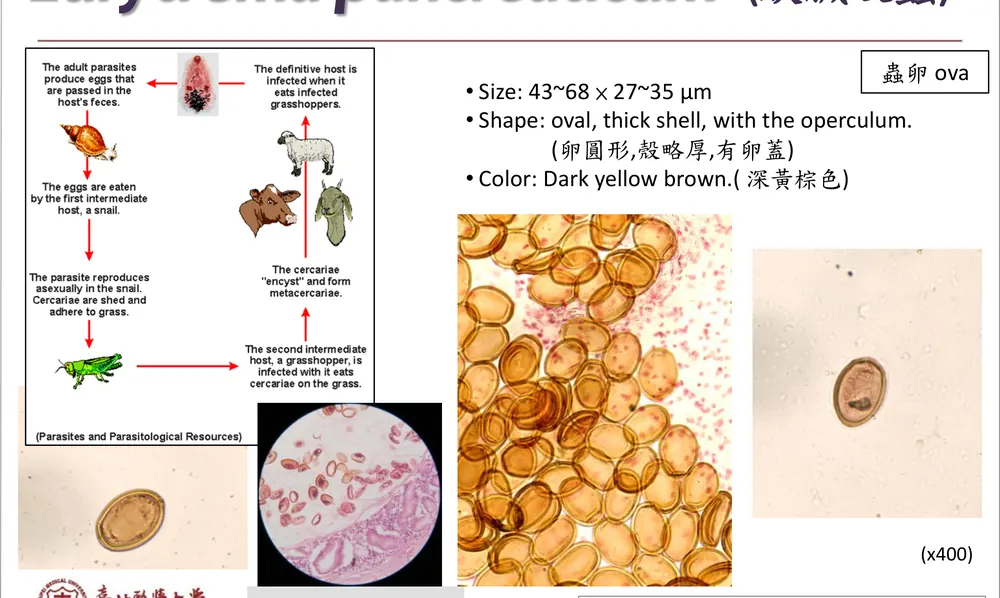 Eurytrema pancreaticum
蟲卵 ova
The adult parasites
produce eggs that
are passed in the
host's feces.
The definitive host is
infected when it
eats infected
grasshoppers.
The eggs are eaten
by the first intermediate
host, a snail.
The parasite reproduces
asexually in the snail.
Cercariae are shed and
adhere to grass.
The cercariae
"encyst" and form
metacercariae.
The second intermediate
host, a grasshopper, is
infected with it eats
cercariae on the grass.
(Parasites and Parasitological Resources)
• Size: 43~68 x 27~35 μm
• Shape: oval, thick shell, with the operculum.
(卵圓形,殼略厚,有卵蓋)
• Color: Dark yellow brown.( 深黃棕色)
(x400)
MEDICAL UNIVER